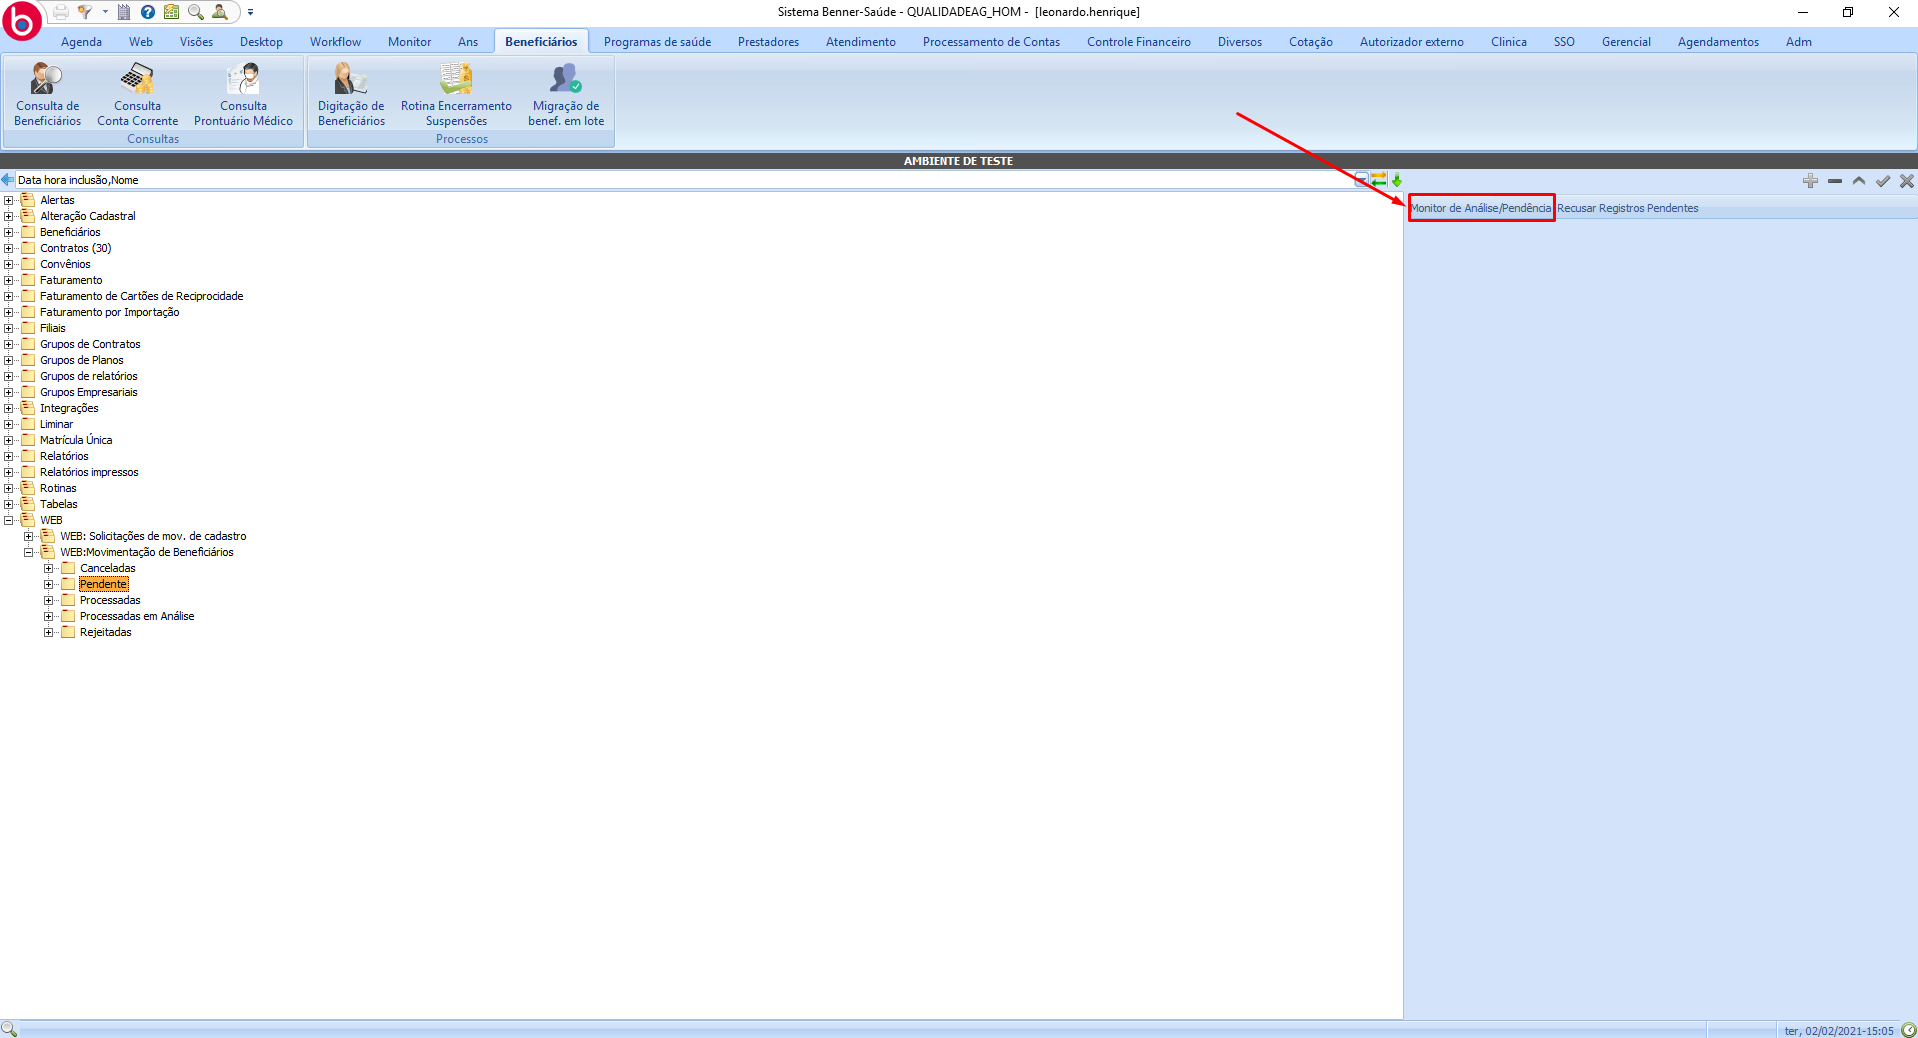 Sistema Benner-Saúde - QUALIDADEAG_HOM - [leonardo.henrique]
b
Agenda Web Visões Desktop Workflow Monitor Ans Beneficiários Programas de saúde Prestadores Atendimento Processamento de Contas Controle Financeiro Diversos Cotação Autorizador externo Clinica SSO Gerencial Agendamentos Adm
Consulta de Beneficiários
Consulta Conta Corrente
Consulta Prontuário Médico
Consultas
Digitação de Beneficiários
Rotina Encerramento Suspensões
Migração de benef. em lote
Processos
AMBIENTE DE TESTE
Data hora inclusão,Nome
Alertas
Alteração Cadastral
Beneficiários
Contratos (30)
Convênios
Faturamento
Faturamento de Cartões de Reciprocidade
Faturamento por Importação
Filiais
Grupos de Contratos
Grupos de Planos
Grupos de relatórios
Grupos Empresariais
Integrações
Liminar
Matrícula Única
Relatórios
Relatórios impressos
Rotinas
Tabelas
WEB
WEB: Solicitações de mov. de cadastro
WEB:Movimentação de Beneficiários
Canceladas
Pendente
Processadas
Processadas em Análise
Rejeitadas
Monitor de Análise/Pendência Recusar Registros Pendentes
ter, 02/02/2021-15:05